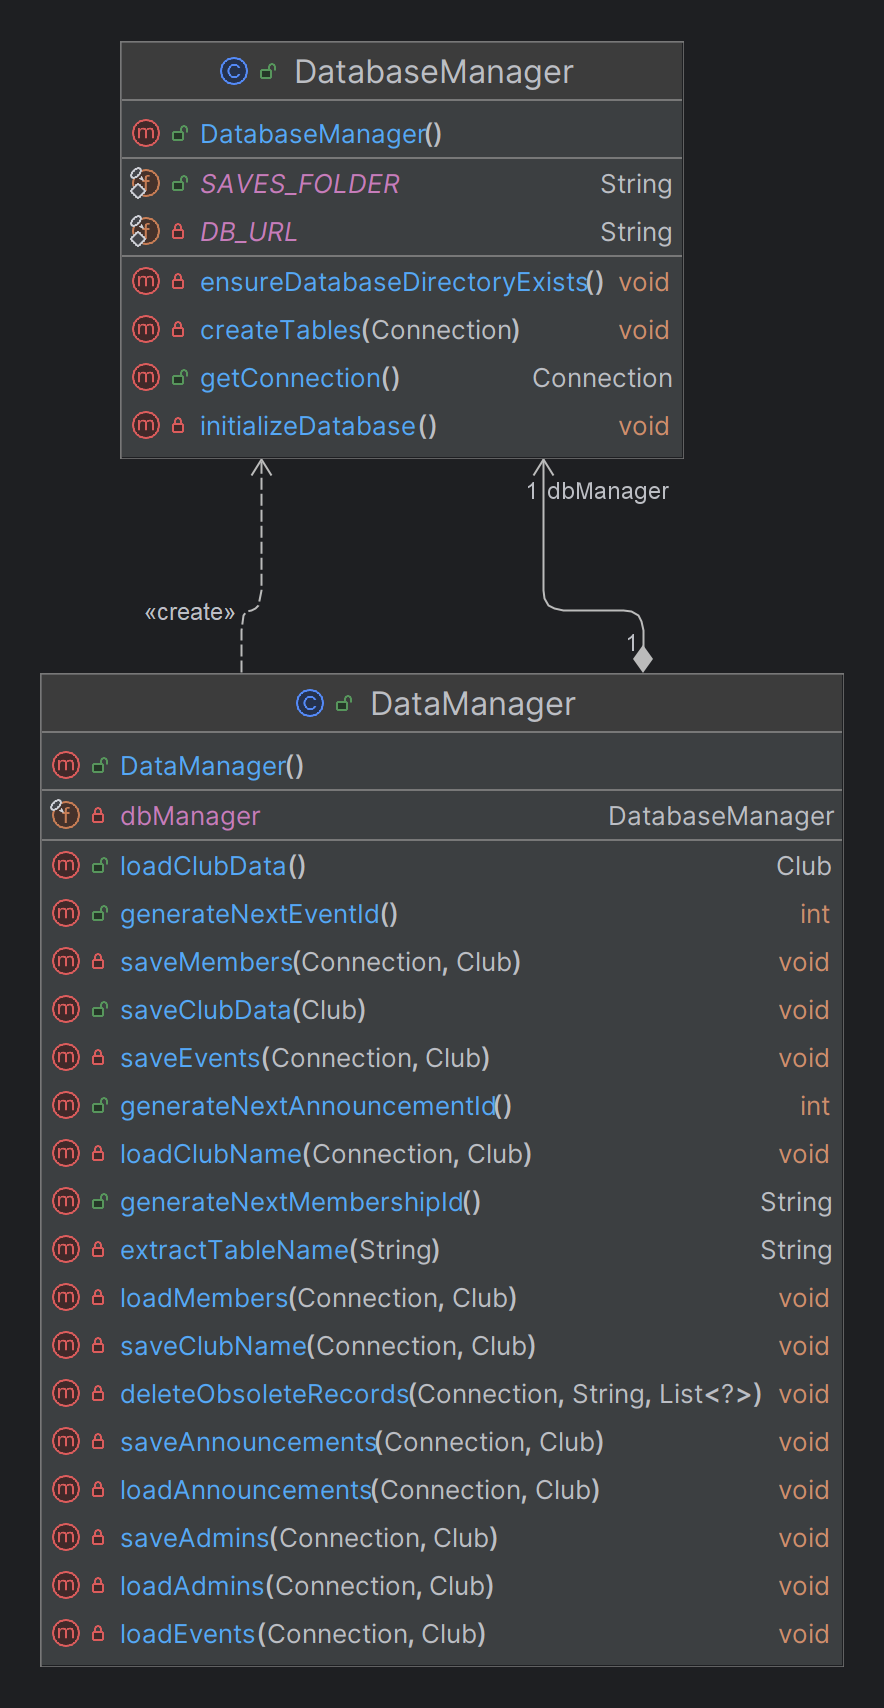 DatabaseManager
DatabaseManager()
SAVES_FOLDER String
DB_URL String
ensureDatabaseDirectoryExists() void
createTables(Connection) void
getConnection() Connection
initializeDatabase() void
1 dbManager
«create»
1
DataManager
DataManager()
dbManager DatabaseManager
loadClubData() Club
generateNextEventId() int
saveMembers(Connection, Club) void
saveClubData(Club) void
saveEvents(Connection, Club) void
generateNextAnnouncementId() int
loadClubName(Connection, Club) void
generateNextMembershipId() String
extractTableName(String) String
loadMembers(Connection, Club) void
saveClubName(Connection, Club) void
deleteObsoleteRecords(Connection, String, List<?>) void
saveAnnouncements(Connection, Club) void
loadAnnouncements(Connection, Club) void
saveAdmins(Connection, Club) void
loadAdmins(Connection, Club) void
loadEvents(Connection, Club) void